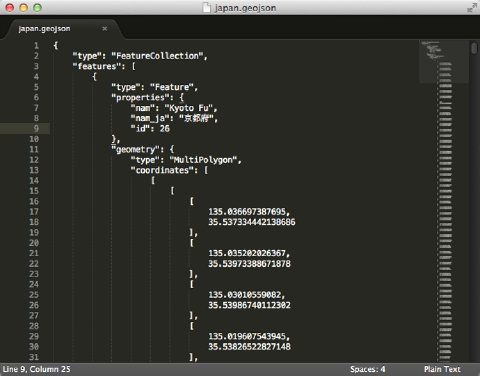 japan.geojson
japan.geojson
1 {
2 "type": "FeatureCollection",
3 "features": [
4 {
5 "type": "Feature",
6 "properties": {
7 "nam": "Kyoto Fu",
8 "nam_ja": "京都府",
9 "id": 26
10 },
11 "geometry": {
12 "type": "MultiPolygon",
13 "coordinates": [
14 [
15 [
16 [
17 135.036697387695,
18 35.537334442138686
19 ],
20 [
21 135.035202026367,
22 35.53973388671878
23 ],
24 [
25 135.03010559082,
26 35.53986740112302
27 ],
28 [
29 135.019607543945,
30 35.53826522827148
31 ],
Line 9, Column 25
Spaces: 4
Plain Text